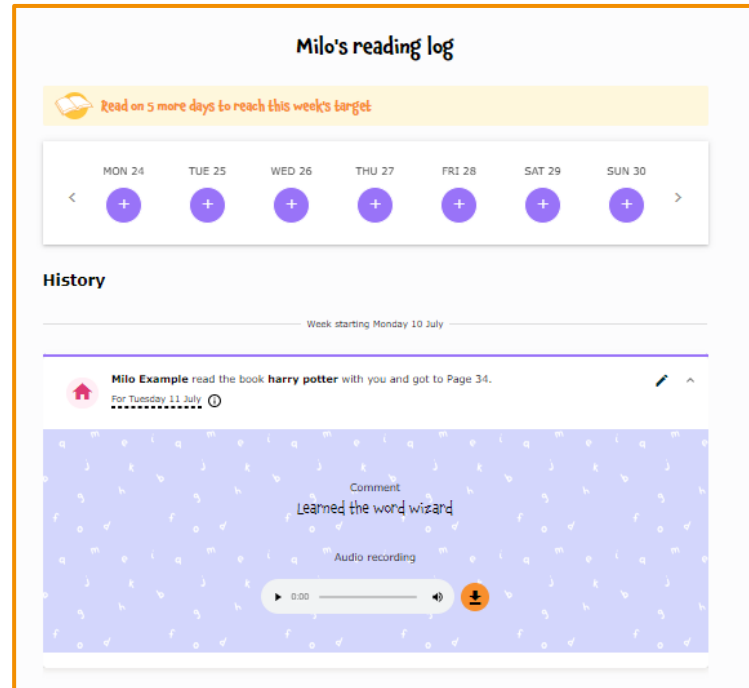 Milo's reading log
Read on 5 more days to reach this week's target
MON 24 TUE 25 WED 26 THU 27 FRI 28 SAT 29 SUN 30
History
Week starting Monday 10 July
Milo Example read the book harry potter with you and got to Page 34.
For Tuesday 11 July
Comment
Learned the word wizard
Audio recording
0:00